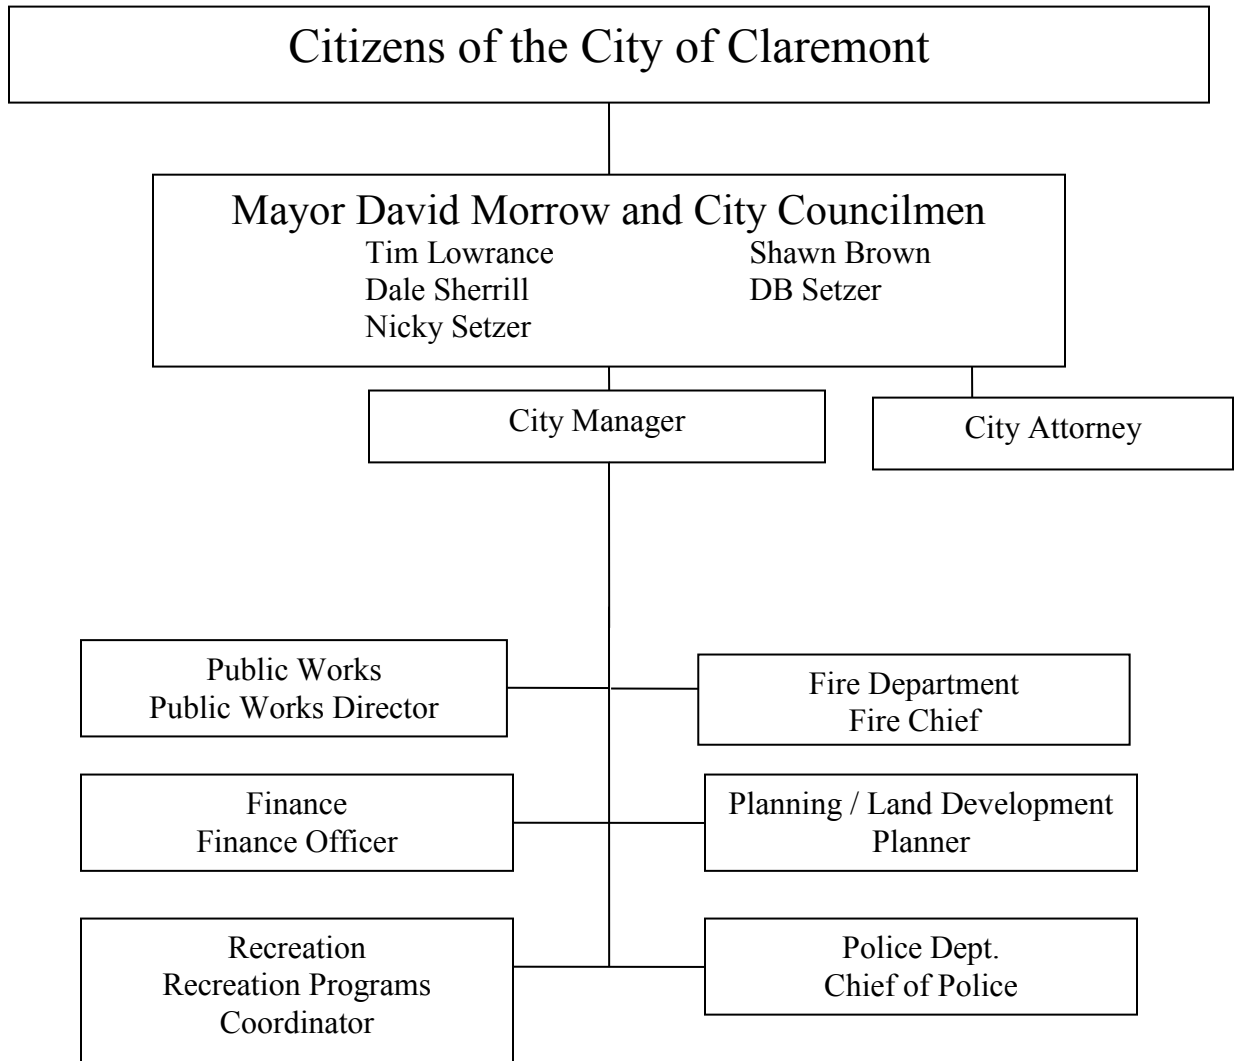 Citizens of the City of Claremont
Mayor David Morrow and City Councilmen
Tim Lowrance Shawn Brown
Dale Sherrill DB Setzer
Nicky Setzer
City Manager
City Attorney
Public Works
Public Works Director
Fire Department
Fire Chief
Finance
Finance Officer
Planning / Land Development
Planner
Recreation
Recreation Programs
Coordinator
Police Dept.
Chief of Police